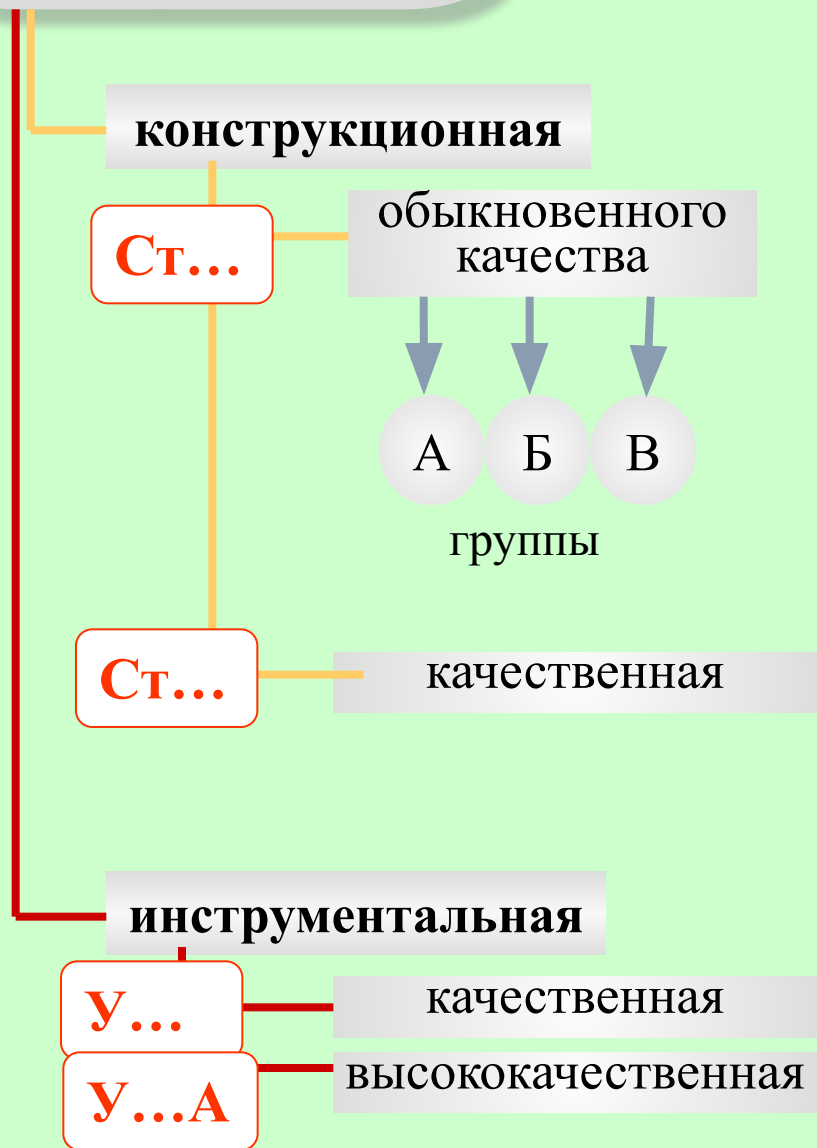 конструкционная
Ст...
обыкновенного
качества
А Б В
группы
Ст...
качественная
инструментальная
У...
качественная
У...А
высококачественная